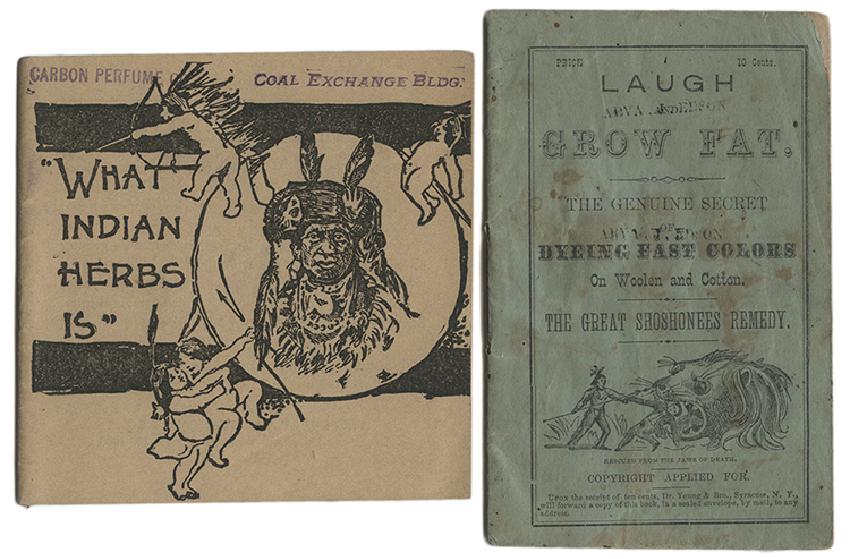 CARBON PERFUME
COAL EXCHANGE BLDG.
"WHAT
INDIAN
HERBS
IS"
PRICE 10 Cents.
LAUGH
GROW FAT.
THE GENUINE SECRET
OF
DYEING FAST COLORS
On Woolen and Cotton.
THE GREAT SHOSHONEES REMEDY.
RESCUED FROM THE JAWS OF DEATH.
COPYRIGHT APPLIED FOR.
Upon the receipt of ten cents, Dr. Young & Bro., Syracuse, N. Y.,
will forward a copy of this book, in a sealed envelope, by mail, to any
address.